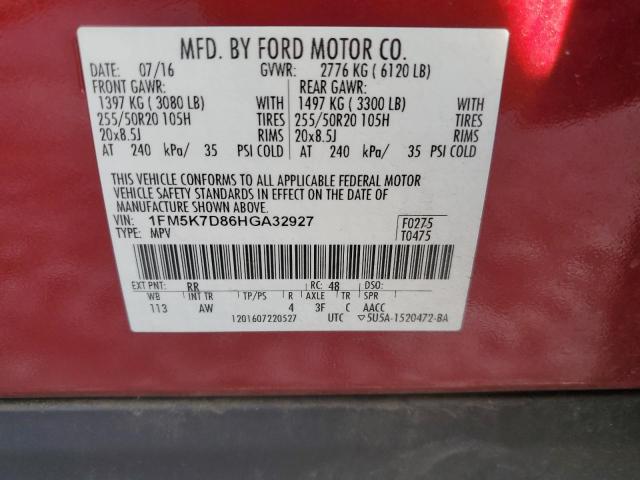 MFD. BY FORD MOTOR CO.
DATE: 07/16 GVWR: 2776 KG ( 6120 LB)
FRONT GAWR: REAR GAWR:
1397 KG ( 3080 LB) WITH 1497 KG ( 3300 LB) WITH
255/50R20 105H TIRES 255/50R20 105H TIRES
20x8.5J RIMS 20x8.5J RIMS
AT 240 kPa/ 35 PSI COLD AT 240 kPa/ 35 PSI COLD
THIS VEHICLE CONFORMS TO ALL APPLICABLE FEDERAL MOTOR
VEHICLE SAFETY STANDARDS IN EFFECT ON THE DATE OF
MANUFACTURE SHOWN ABOVE.
VIN: 1FM5K7D86HGA32927 F0275
TYPE: MPV T0475
EXT PNT: RR RC: 48 DSO:
WB INT TR TP/PS R AXLE TR SPR
113 AW 4 3F C AACC
1201607220527 UTC ▽5U5A-1520472-BA